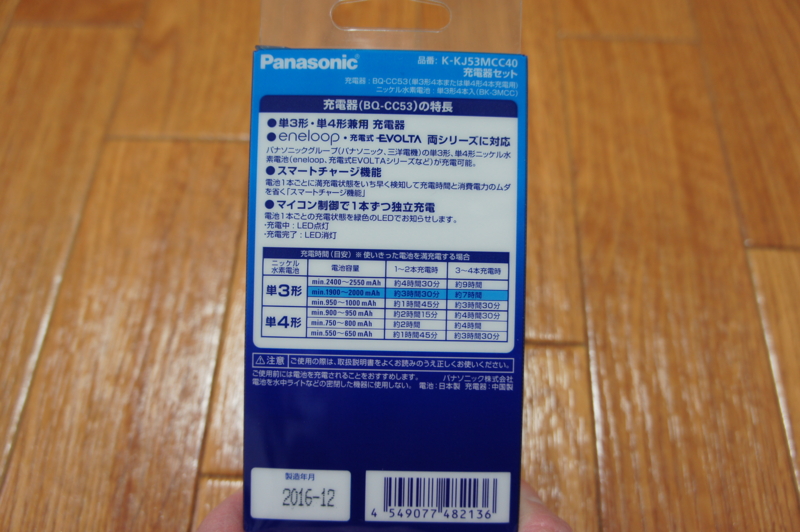 Panasonic
品番: K-KJ53MCC40
充電器セット
充電器：BQ-CC53(単3形4本または単4形4本充電用)
ニッケル水素電池：単3形4本入(BK-3MCC)
充電器(BQ-CC53)の特長
●単3形・単4形兼用 充電器
●eneloop・充電式 EVOLTA 両シリーズに対応
パナソニックグループ(パナソニック、三洋電機)の単3形、単4形ニッケル水
素電池(eneloop、充電式EVOLTAシリーズなど)が充電可能。
●スマートチャージ機能
電池1本ごとに満充電状態をいち早く検知して充電時間と消費電力のムダ
を省く「スマートチャージ機能」
●マイコン制御で1本ずつ独立充電
電池1本ごとの充電状態を緑色のLEDでお知らせします。
・充電中：LED点灯
・充電完了：LED消灯
充電時間(目安) ※使いきった電池を満充電する場合
ニッケル水素電池 電池容量 1～2本充電時 3～4本充電時
単3形 min.2400～2550 mAh 約4時間30分 約9時間
min.1900～2000 mAh 約3時間30分 約7時間
min.950～1000 mAh 約1時間45分 約3時間30分
単4形 min.900～950 mAh 約2時間15分 約4時間30分
min.750～800 mAh 約2時間 約4時間
min.550～650 mAh 約1時間45分 約3時間30分
⚠注意 ご使用の際は、取扱説明書をよくお読みのうえ正しくお使いください。
ご使用前には電池を充電されることをおすすめします。 パナソニック株式会社
電池を水中ライトなどの密閉した機器に使用しない。 電池：日本製 充電器：中国製
製造年月
2016-12
4 549077 482136